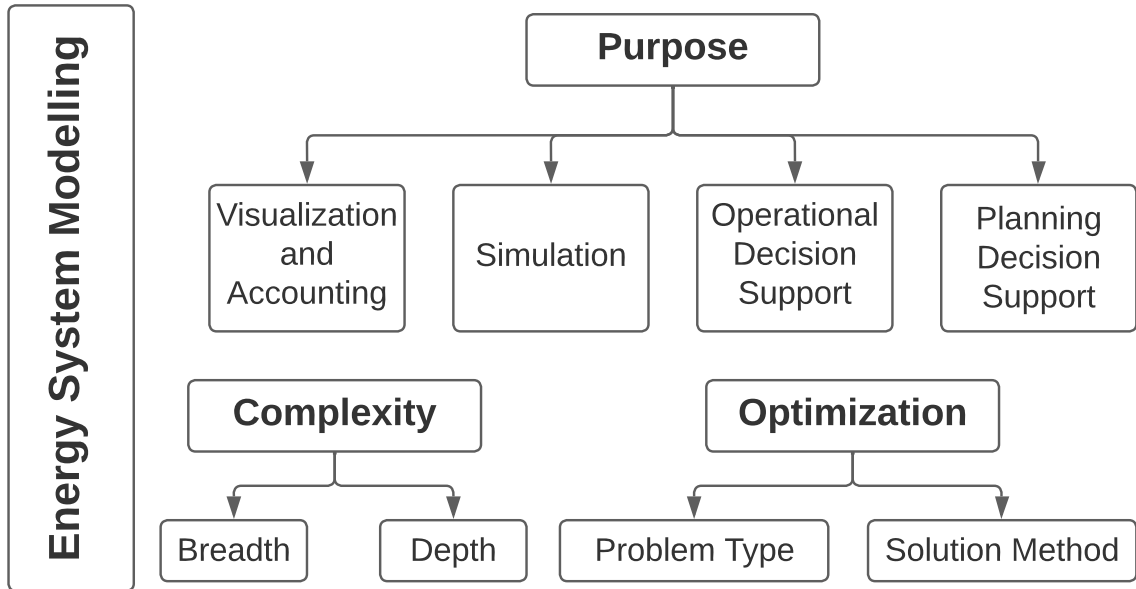 Energy System Modelling
Purpose
Visualization
and
Accounting
Simulation
Operational
Decision
Support
Planning
Decision
Support
Complexity
Optimization
Breadth
Depth
Problem Type
Solution Method